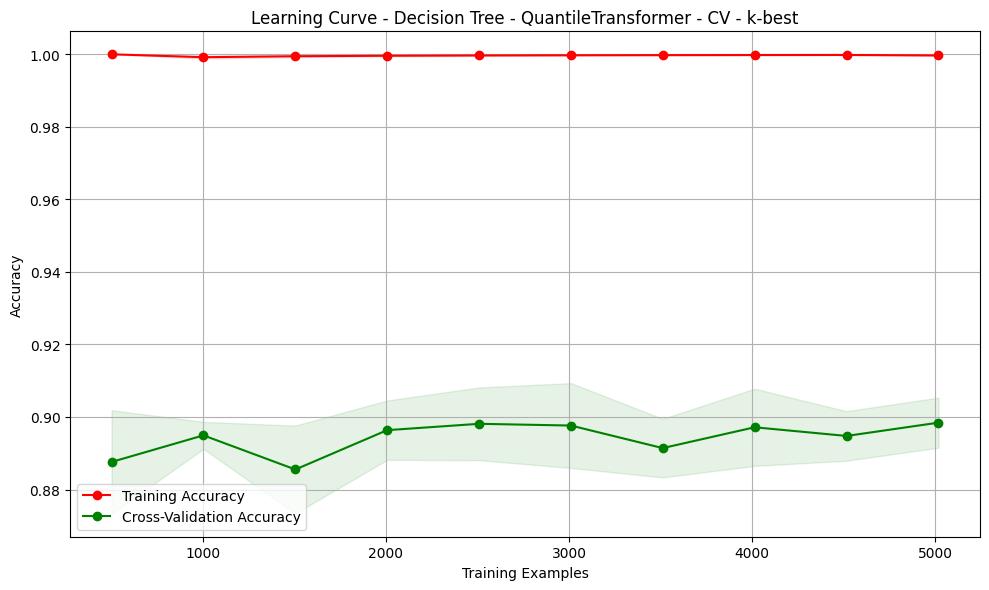 Learning Curve - Decision Tree - QuantileTransformer - CV - k-best
Accuracy
1.00
0.98
0.96
0.94
0.92
0.90
0.88
Training Accuracy
Cross-Validation Accuracy
1000
2000
3000
4000
5000
Training Examples